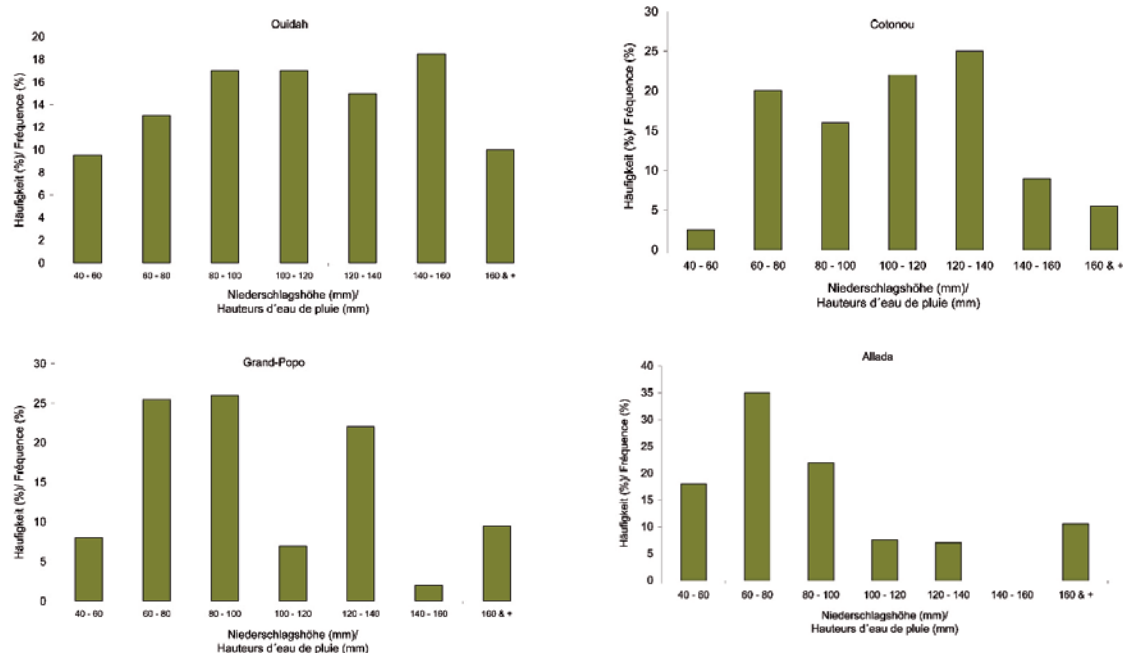 Ouidah
Häufigkeit (%)/ Fréquence (%)
20
18
16
14
12
10
8
6
4
2
0
40 - 60 60 - 80 80 - 100 100 - 120 120 - 140 140 - 160 160 & +
Niederschlagshöhe (mm)/
Hauteurs d´eau de pluie (mm)
Cotonou
Häufigkeit (%)/ Fréquence (%)
30
25
20
15
10
5
0
40 - 60 60 - 80 80 - 100 100 - 120 120 - 140 140 - 160 160 & +
Niederschlagshöhe (mm)/
Hauteurs d´eau de pluie (mm)
Grand-Popo
Häufigkeit (%)/ Fréquence (%)
30
25
20
15
10
5
0
40 - 60 60 - 80 80 - 100 100 - 120 120 - 140 140 - 160 160 & +
Niederschlagshöhe (mm)/
Hauteurs d´eau de pluie (mm)
Allada
Häufigkeit (%)/ Fréquence (%)
40
35
30
25
20
15
10
5
0
40 - 60 60 - 80 80 - 100 100 - 120 120 - 140 140 - 160 160 & +
Niederschlagshöhe (mm)/
Hauteurs d´eau de pluie (mm)